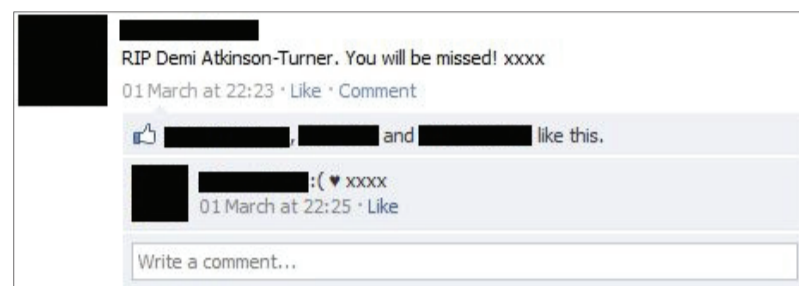 RIP Demi Atkinson-Turner. You will be missed! xxxx
01 March at 22:23 · Like · Comment
, and like this.
:( ♥ xxxx
01 March at 22:25 · Like
Write a comment...